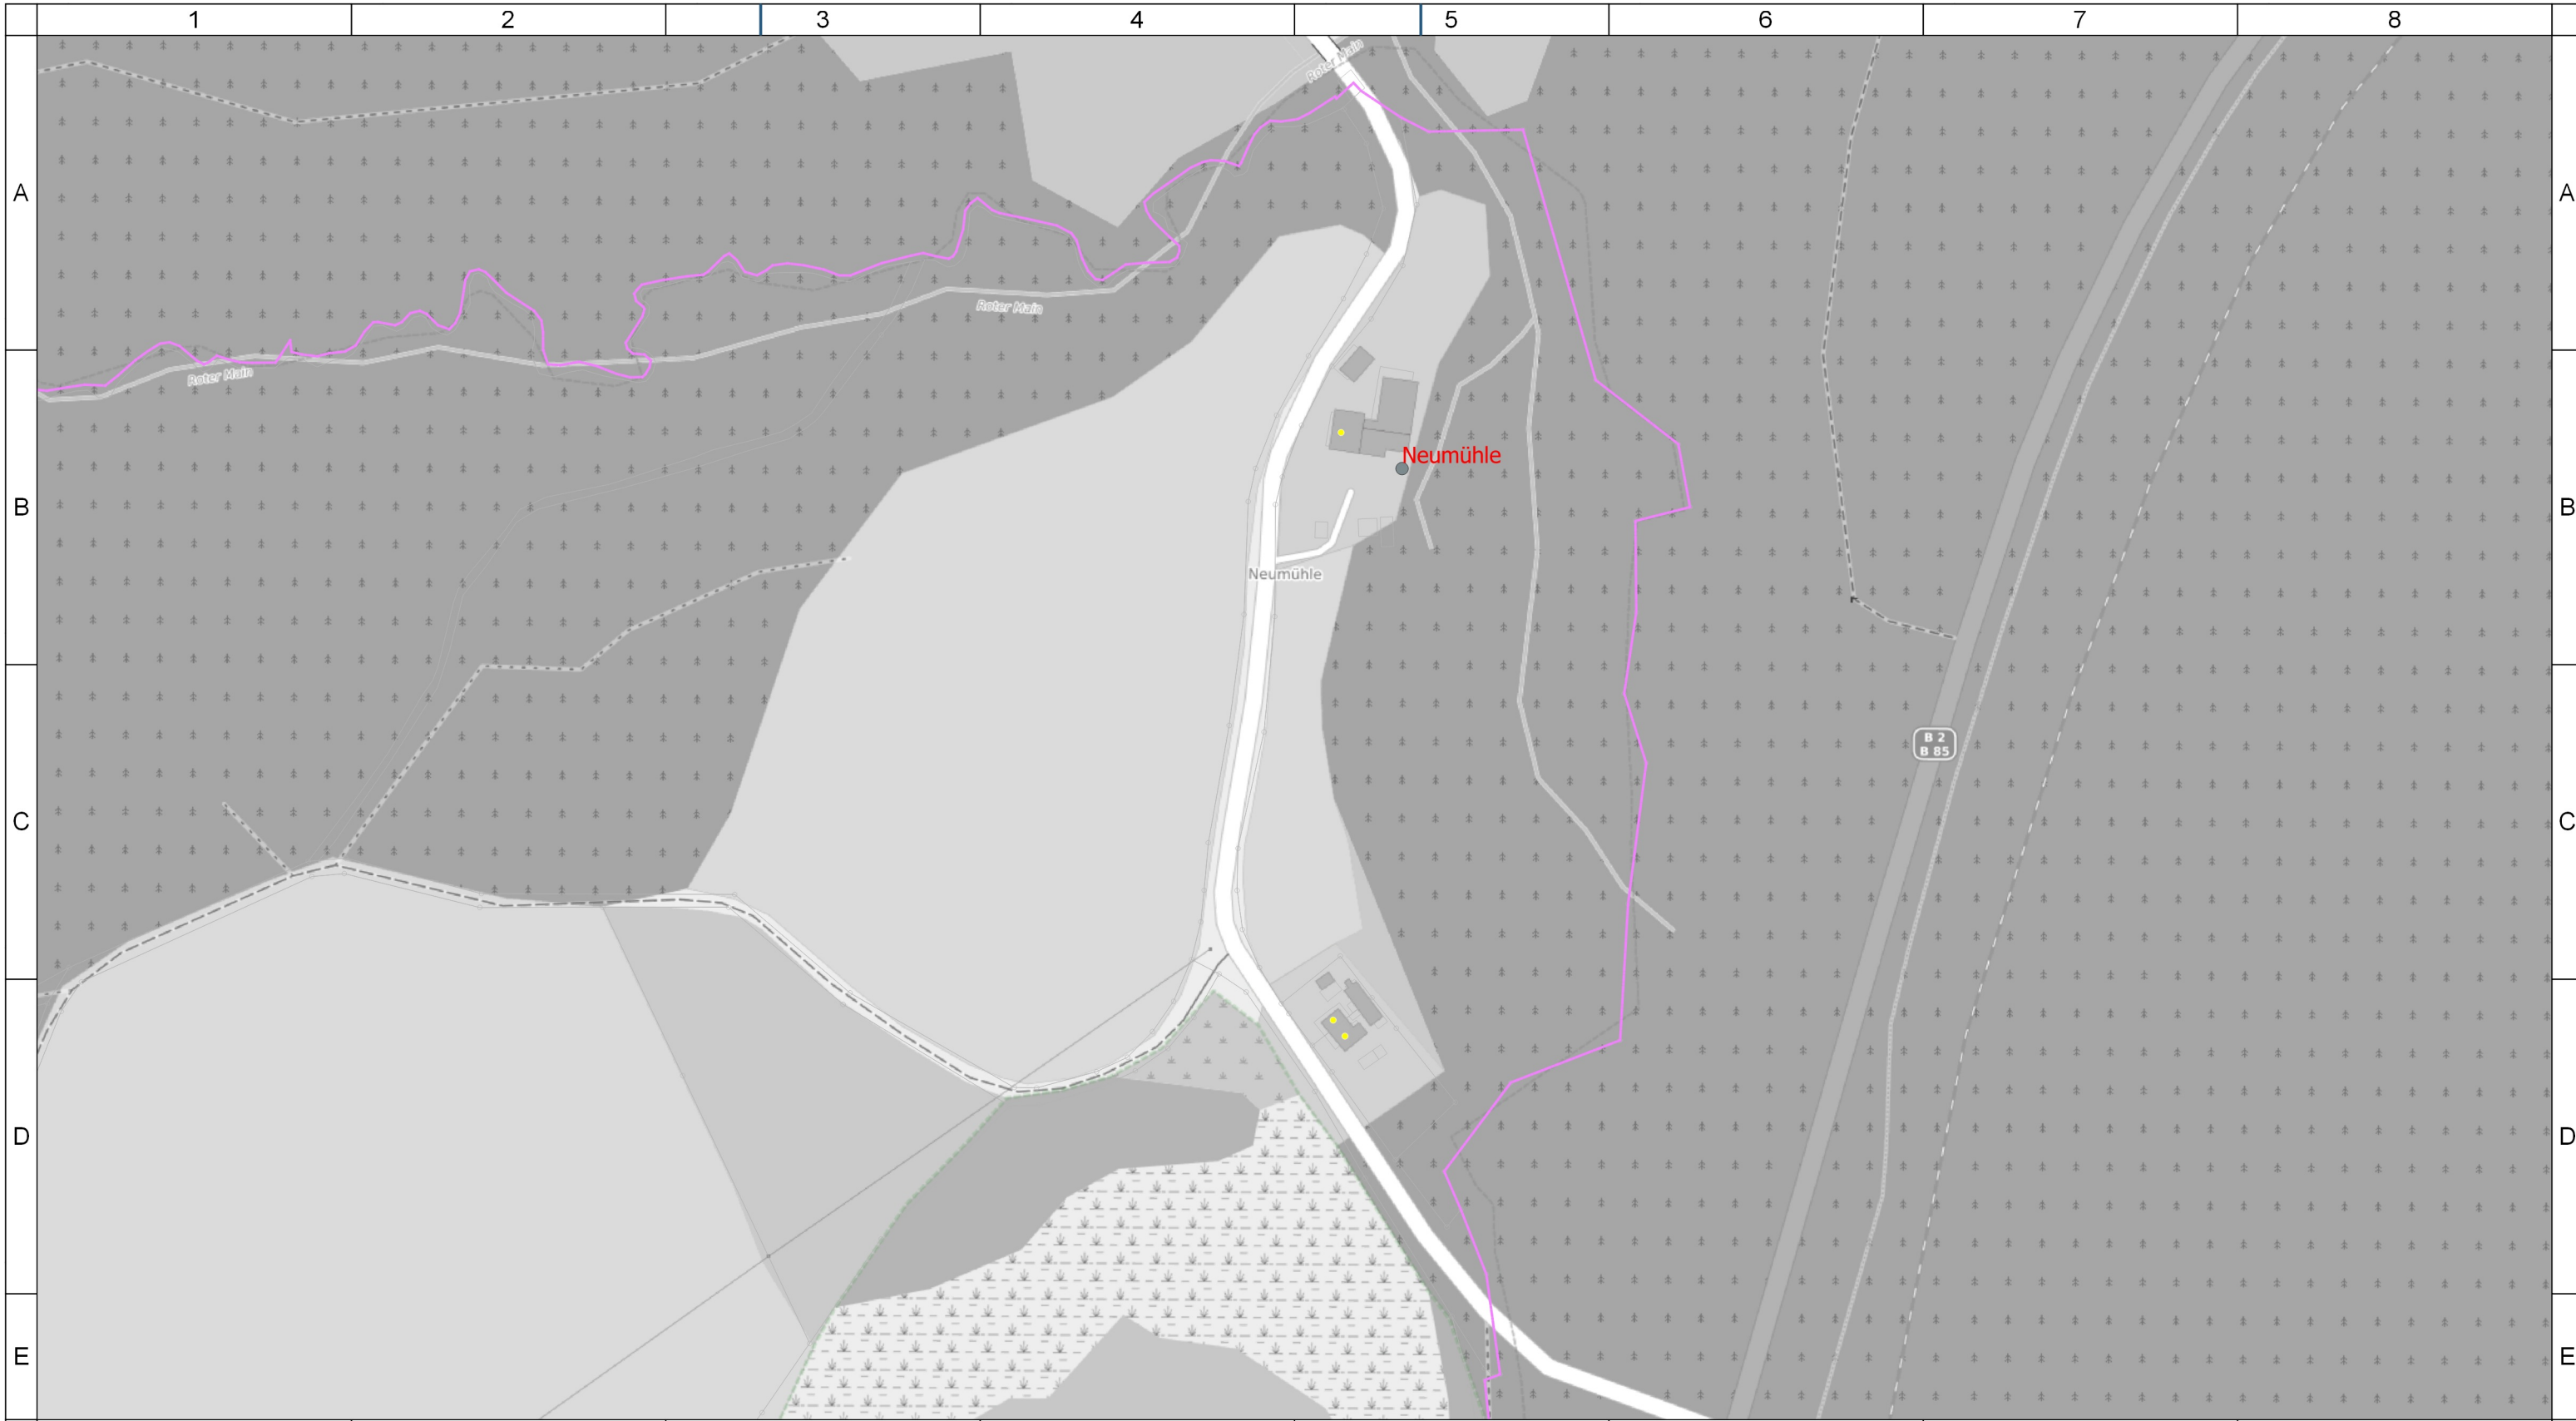 1 2 3 4 5 6 7 8
Roter Main
A A
Roter Main
Roter Main
Neumühle
B B
Neumühle
B 2
B 85
C C
D D
E E